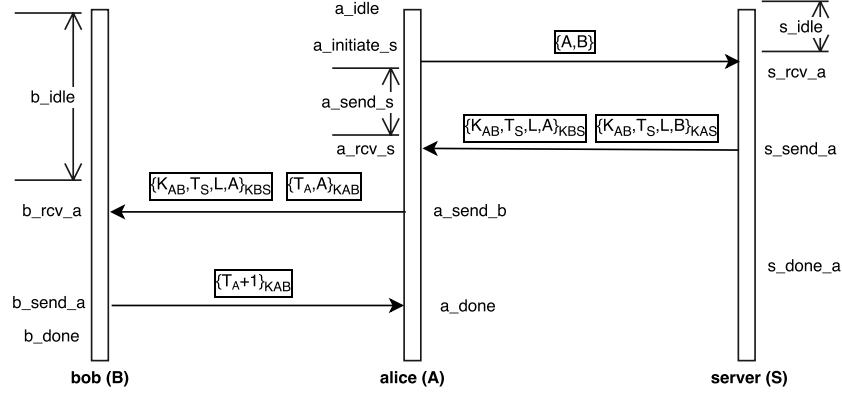 a_idle
s_idle
a_initiate_s
{A,B}
s_rcv_a
b_idle
a_send_s
{K_AB,T_S,L,A}_KBS {K_AB,T_S,L,B}_KAS
a_rcv_s
s_send_a
{K_AB,T_S,L,A}_KBS {T_A,A}_KAB
b_rcv_a
a_send_b
s_done_a
{T_A+1}_KAB
b_send_a
a_done
b_done
bob (B)
alice (A)
server (S)